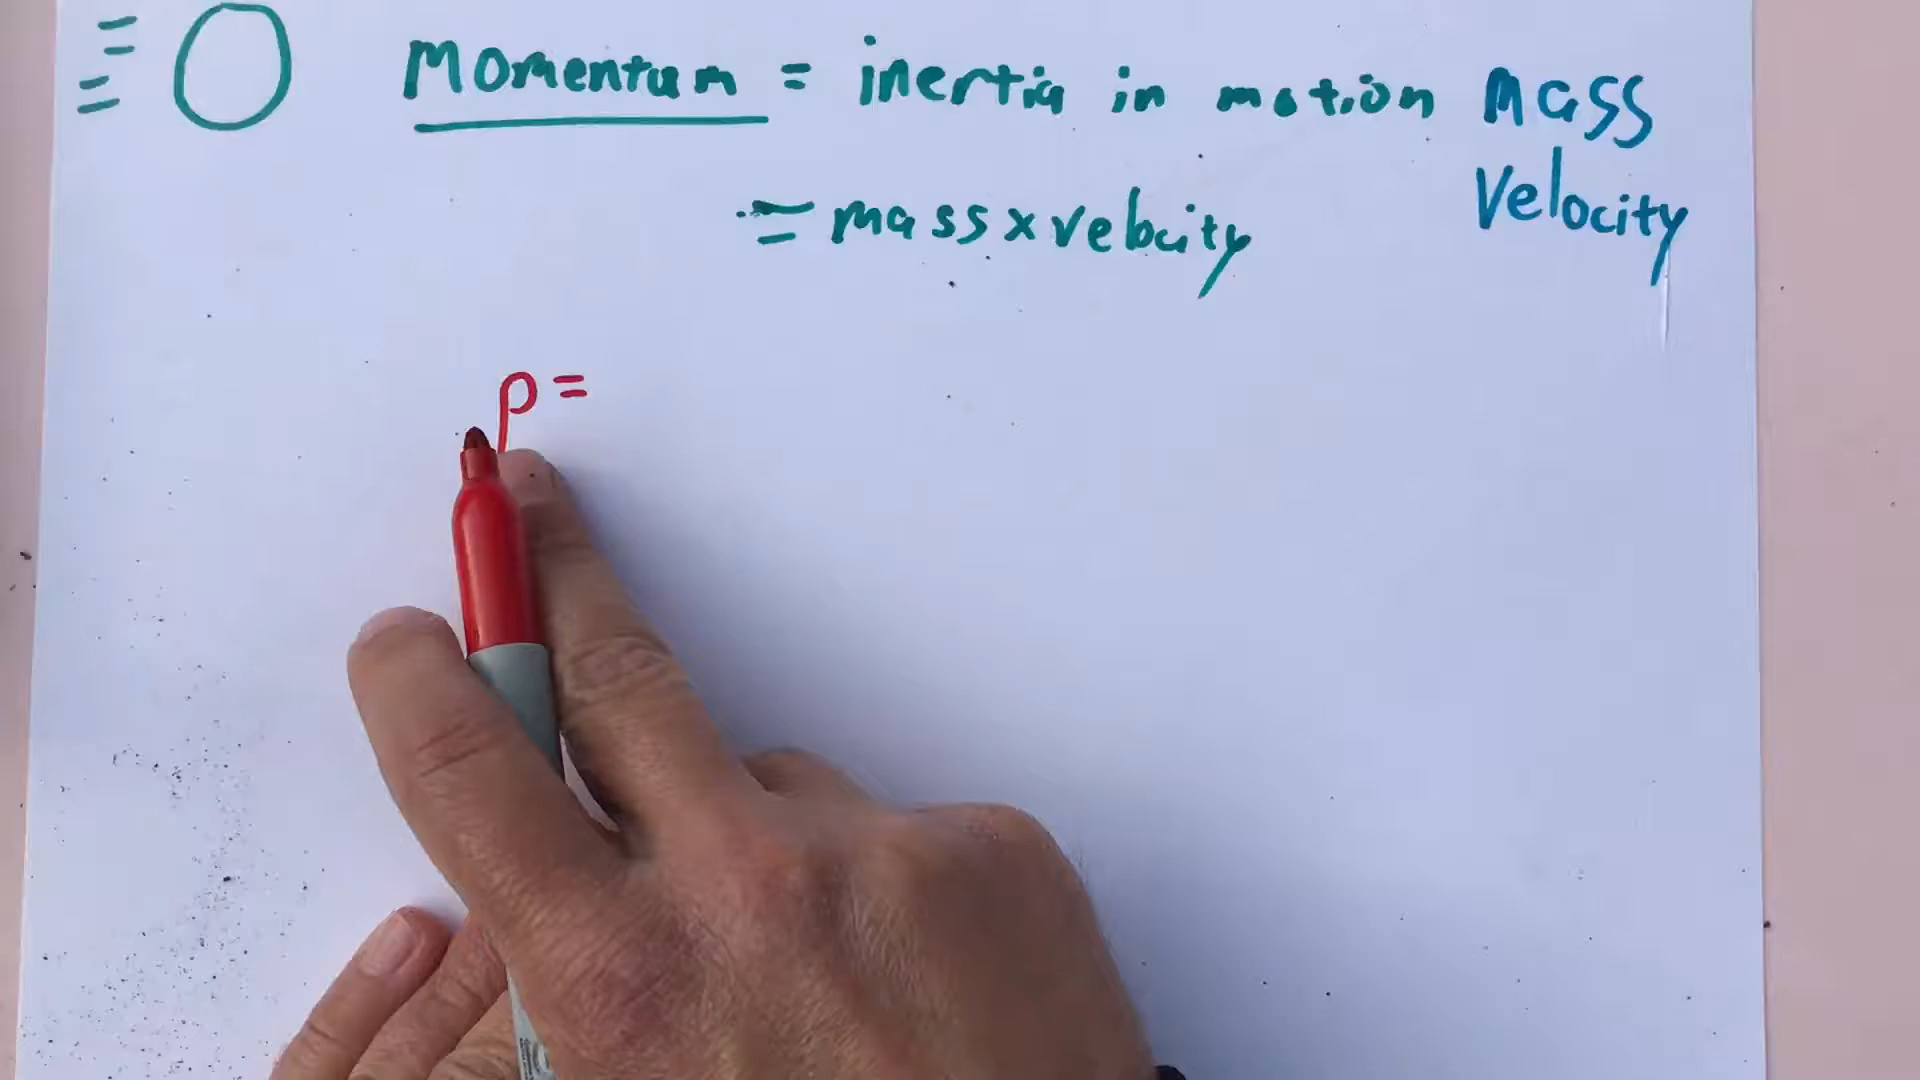 Momentum = inertia in motion
= mass x velocity
mass
velocity
p =